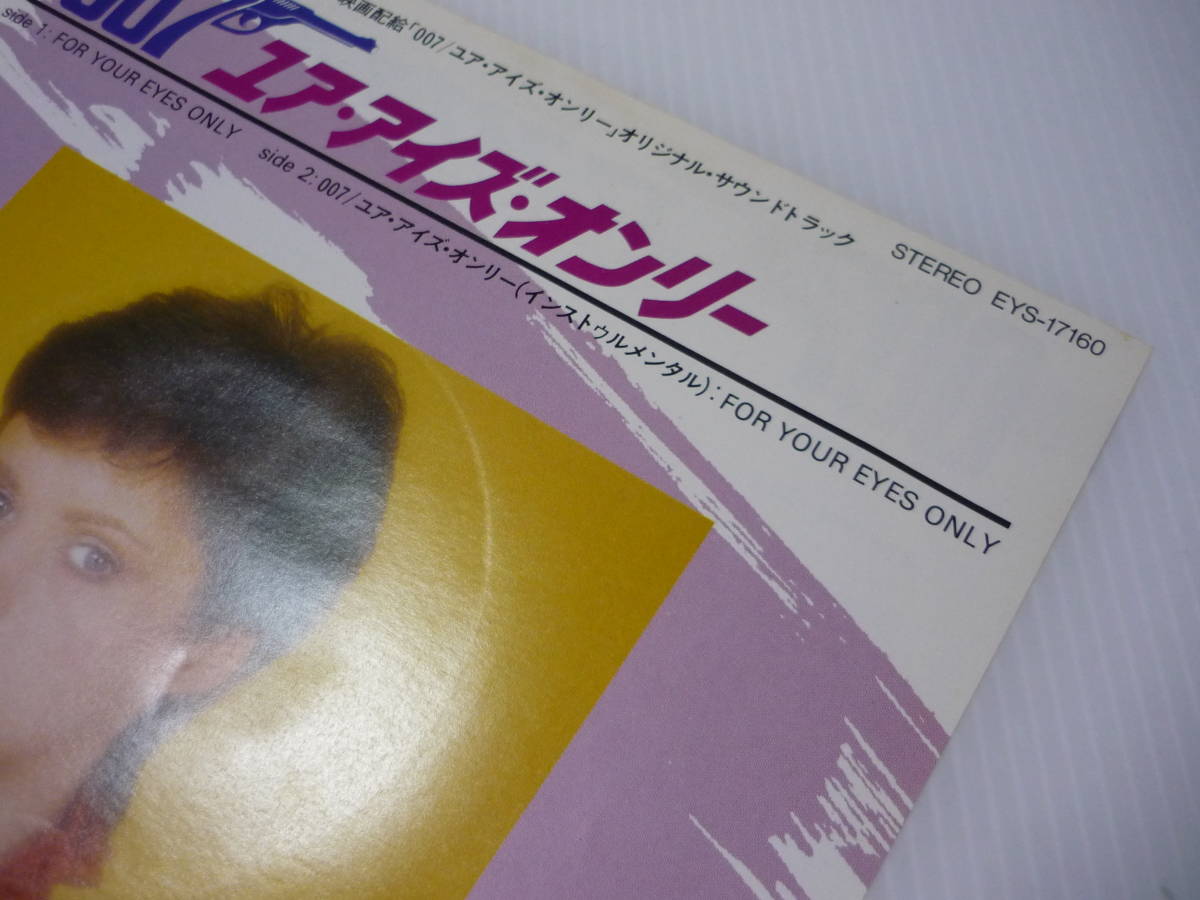 映画配給「007/ユア・アイズ・オンリー」オリジナル・サウンドトラック STEREO EYS-17160
007
ユア・アイズ・オンリー
side 1: FOR YOUR EYES ONLY side 2: 007/ユア・アイズ・オンリー(インストゥルメンタル): FOR YOUR EYES ONLY